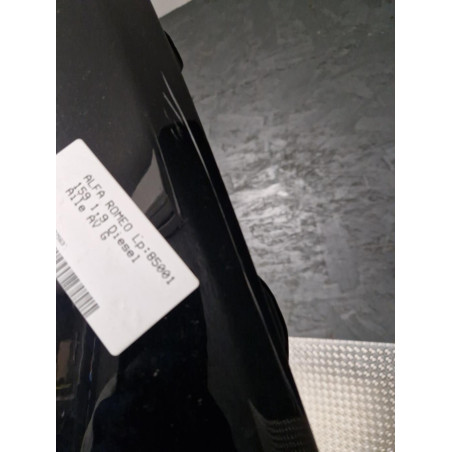 ALFA ROMEO Lp:85001
159 1.9 Diesel
Aile AV G